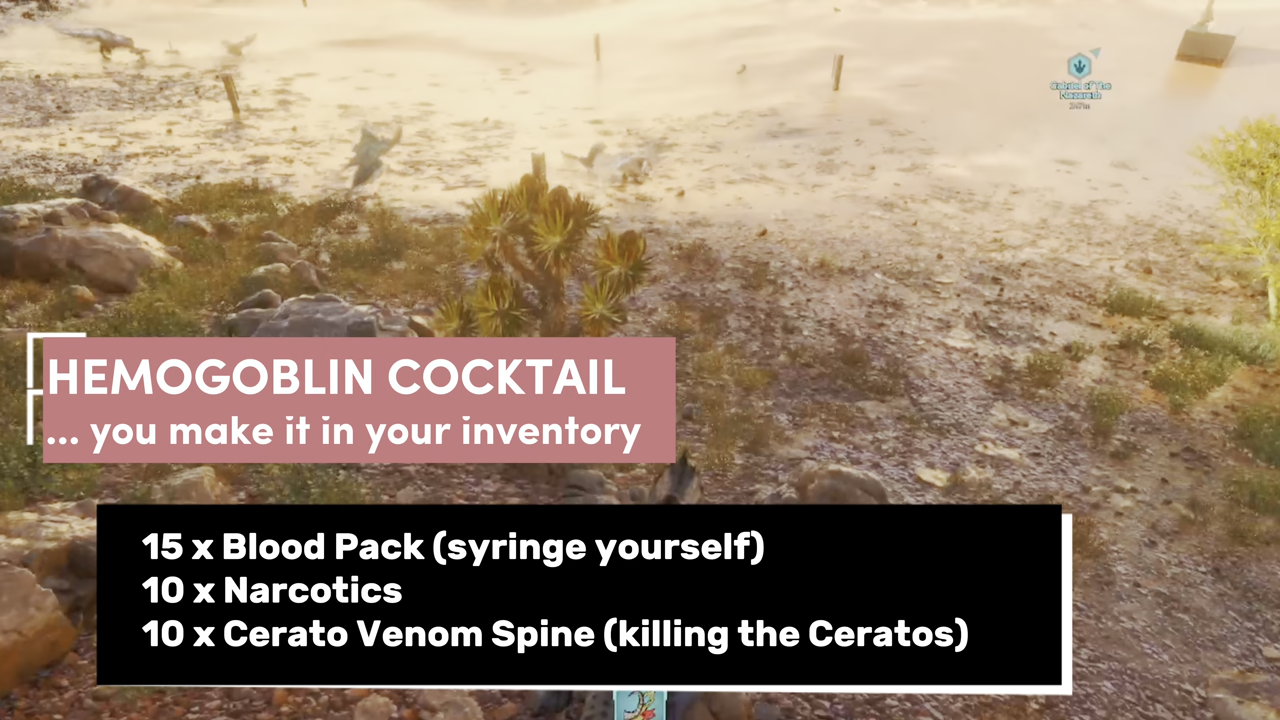 HEMOGOBLIN COCKTAIL
... you make it in your inventory
15 x Blood Pack (syringe yourself)
10 x Narcotics
10 x Cerato Venom Spine (killing the Ceratos)